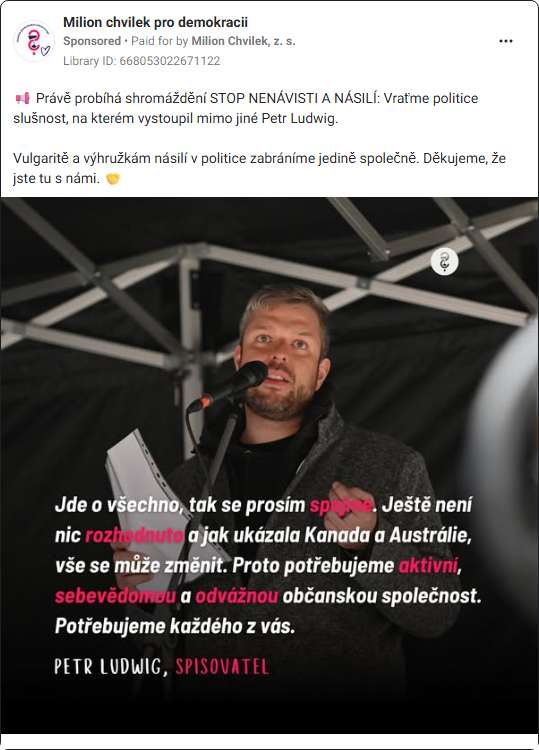 Milion chvilek pro demokracii
Sponsored • Paid for by Milion Chvilek, z. s.
Library ID: 668053022671122
Právě probíhá shromáždění STOP NENÁVISTI A NÁSILÍ: Vraťme politice
slušnost, na kterém vystoupil mimo jiné Petr Ludwig.
Vulgaritě a výhružkám násilí v politice zabráníme jedině společně. Děkujeme, že
jste tu s námi.
Jde o všechno, tak se prosím spojme. Ještě není
nic rozhodnuto a jak ukázala Kanada a Austrálie,
vše se může změnit. Proto potřebujeme aktivní,
sebevědomou a odvážnou občanskou společnost.
Potřebujeme každého z vás.
PETR LUDWIG, SPISOVATEL